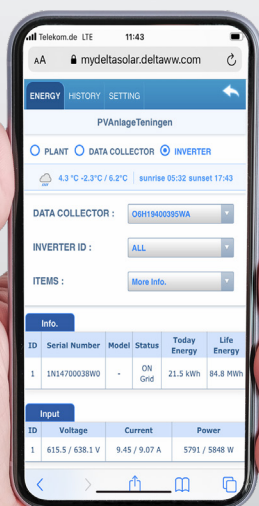 Telekom.de LTE 11:43
AA mydeltasolar.deltaww.com
ENERGY HISTORY SETTING
PVAnlageTeningen
PLANT DATA COLLECTOR INVERTER
4.3 °C -2.3°C / 6.2°C sunrise 05:32 sunset 17:43
DATA COLLECTOR : O6H19400395WA
INVERTER ID : ALL
ITEMS : More Info.
Info.
ID Serial Number Model Status Today Energy Life Energy
1 1N14700038W0 - ON Grid 21.5 kWh 84.8 MWh
Input
ID Voltage Current Power
1 615.5 / 638.1 V 9.45 / 9.07 A 5791 / 5848 W